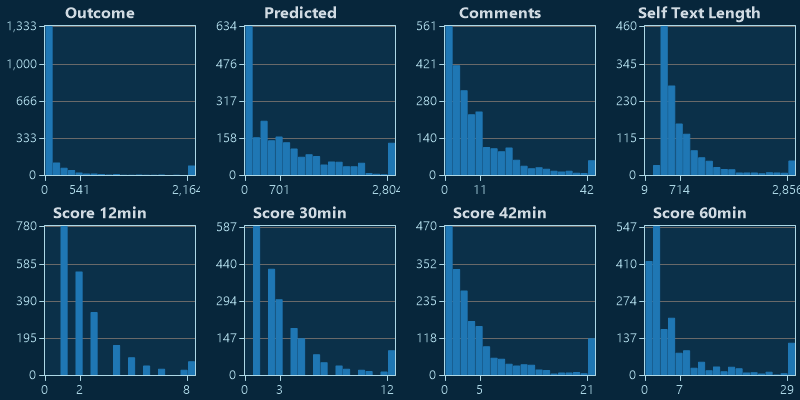 Outcome
1,333
1,000
666
333
0
0 541 2,164
Predicted
634
476
317
158
0
0 701 2,804
Comments
561
421
280
140
0
0 11 42
Self Text Length
460
345
230
115
0
9 714 2,856
Score 12min
780
585
390
195
0
0 2 8
Score 30min
587
440
294
147
0
0 3 12
Score 42min
470
352
235
118
0
0 5 21
Score 60min
547
410
274
137
0
0 7 29